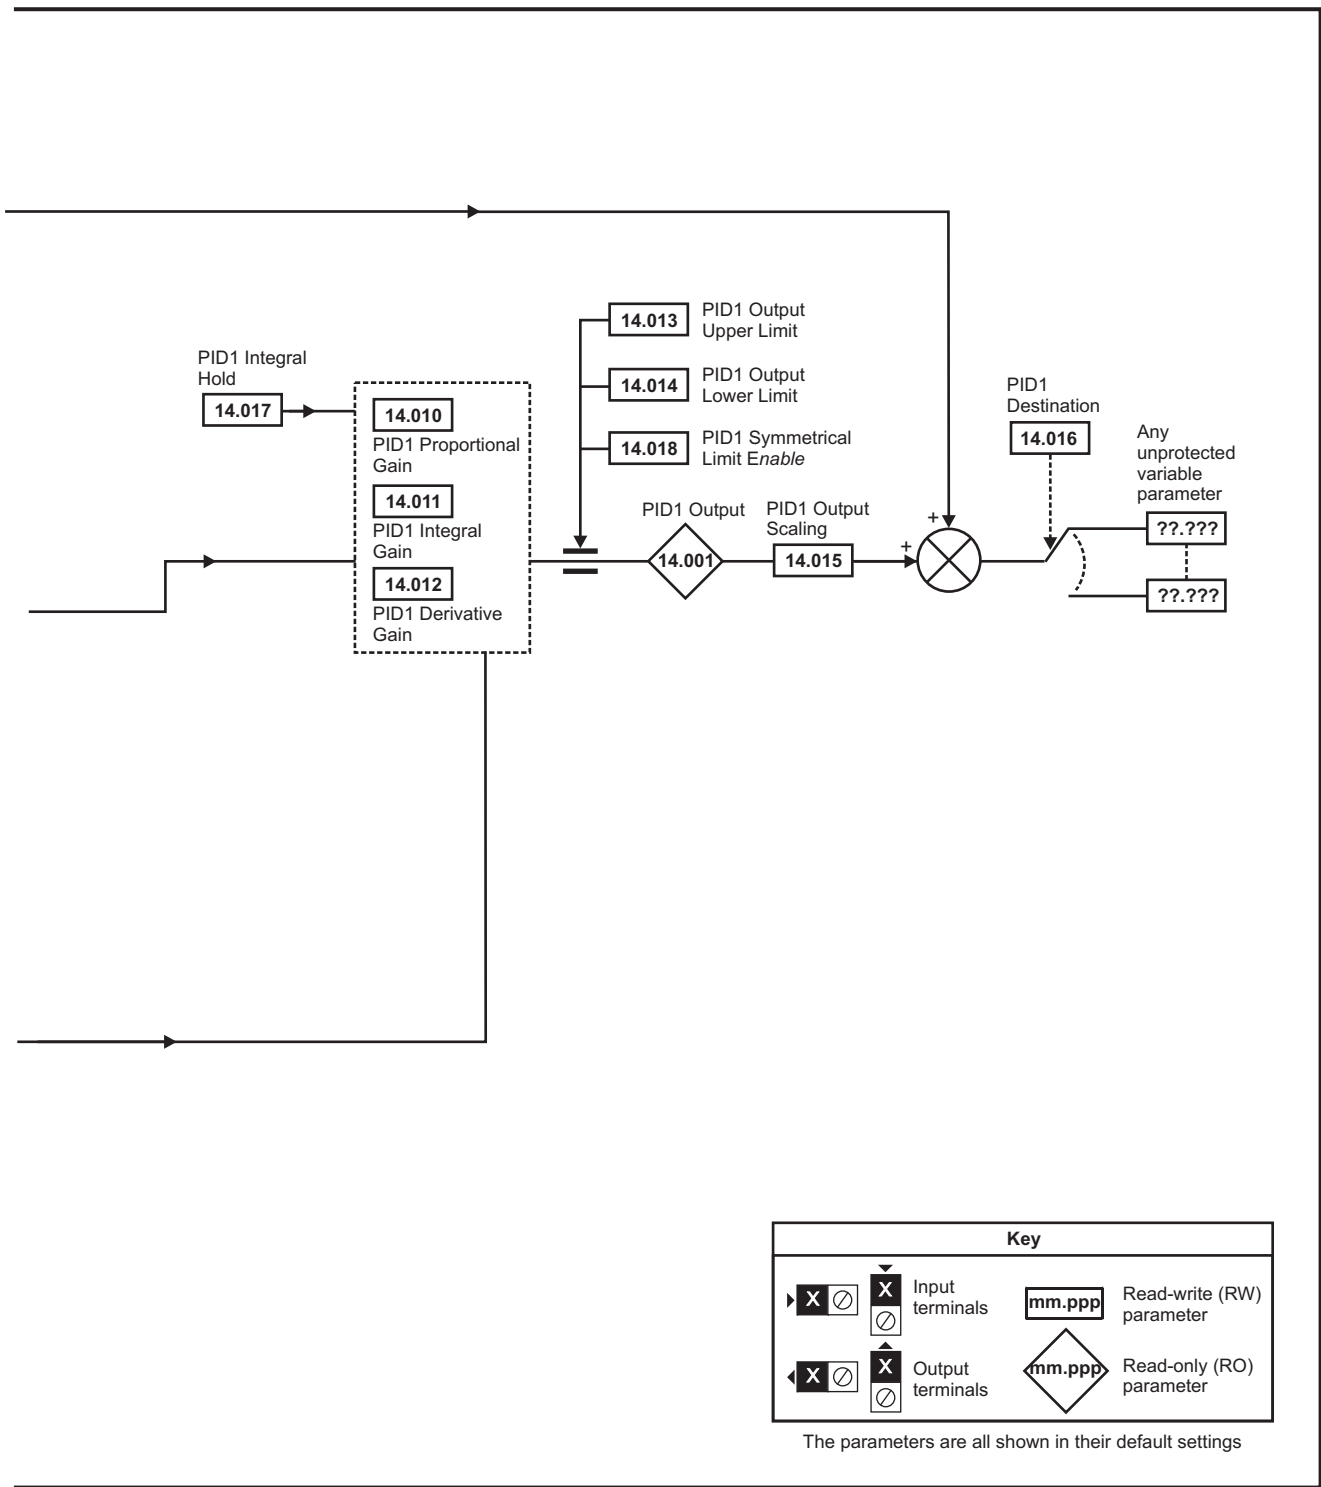 14.013
PID1 Output
Upper Limit
PID1 Integral
Hold
14.017
14.014
PID1 Output
Lower Limit
14.018
PID1 Symmetrical
Limit Enable
14.010
PID1 Proportional
Gain
14.011
PID1 Integral
Gain
14.012
PID1 Derivative
Gain
PID1 Output
14.001
PID1 Output
Scaling
14.015
+
+
PID1
Destination
14.016
Any
unprotected
variable
parameter
??.???
??.???
Key
X
X
Input
terminals
mm.ppp
Read-write (RW)
parameter
X
X
Output
terminals
mm.ppp
Read-only (RO)
parameter
The parameters are all shown in their default settings